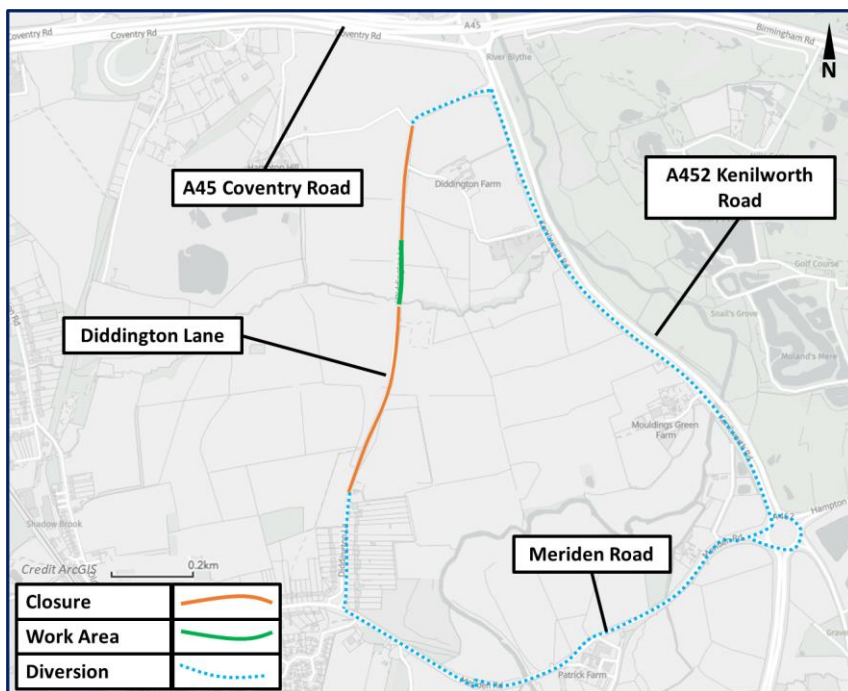 Coventry Rd
Coventry Rd
Coventry Rd
A45
Birmingham Rd
River Blythe
N
A45 Coventry Road
A452 Kenilworth
Road
Diddington Farm
Golf Course
Snail's Grove
Moland's Mere
Diddington Lane
Mouldings Green
Farm
A452
Hampton
Shadow Brook
Meriden Road
Credit ArcGIS
0.2km
Patrick Farm
Closure
Work Area
Diversion